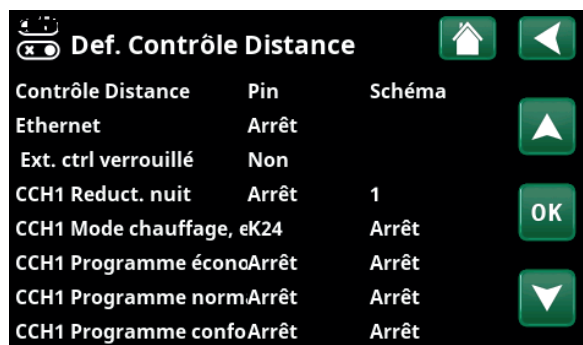 Def. Contrôle Distance
Contrôle Distance Pin Schéma
Ethernet Arrêt
Ext. ctrl verrouillé Non
CCH1 Reduct. nuit Arrêt 1
OK
CCH1 Mode chauffage, eK24 Arrêt
CCH1 Programme éconoArrêt Arrêt
CCH1 Programme normArrêt Arrêt
CCH1 Programme confoArrêt Arrêt